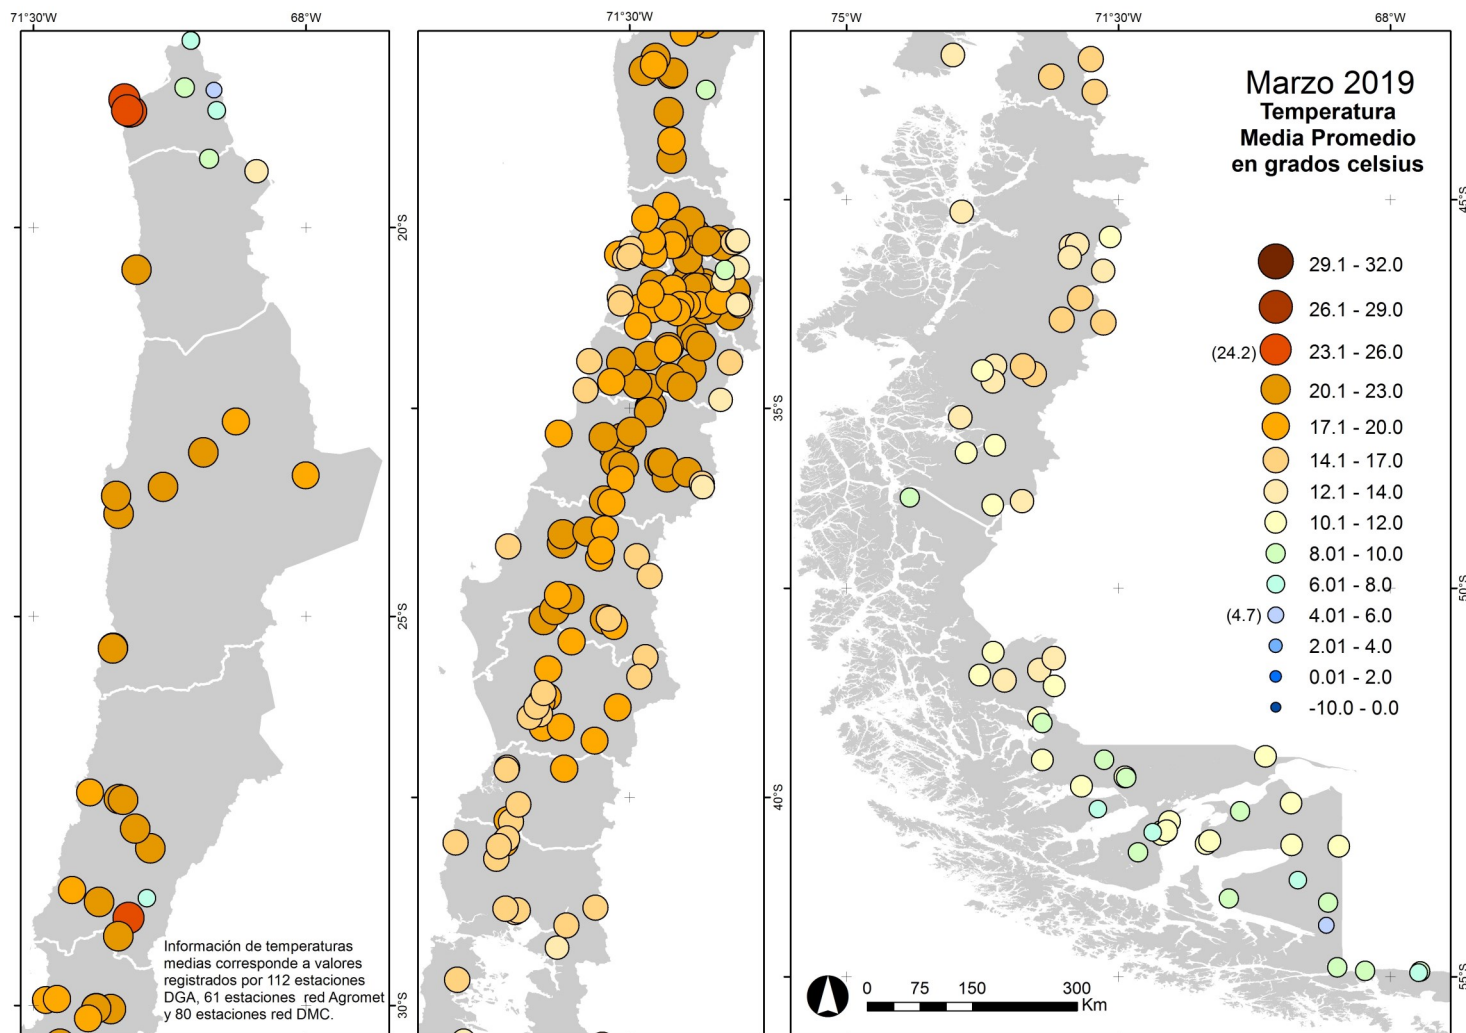 71°30'W
68°W
71°30'W
75°W
71°30'W
68°W
20°S
25°S
30°S
35°S
40°S
45°S
50°S
55°S
Marzo 2019
Temperatura
Media Promedio
en grados celsius
29.1 - 32.0
26.1 - 29.0
(24.2) 23.1 - 26.0
20.1 - 23.0
17.1 - 20.0
14.1 - 17.0
12.1 - 14.0
10.1 - 12.0
8.01 - 10.0
6.01 - 8.0
(4.7) 4.01 - 6.0
2.01 - 4.0
0.01 - 2.0
-10.0 - 0.0
Información de temperaturas
medias corresponde a valores
registrados por 112 estaciones
DGA, 61 estaciones red Agromet
y 80 estaciones red DMC.
0 75 150 300
Km